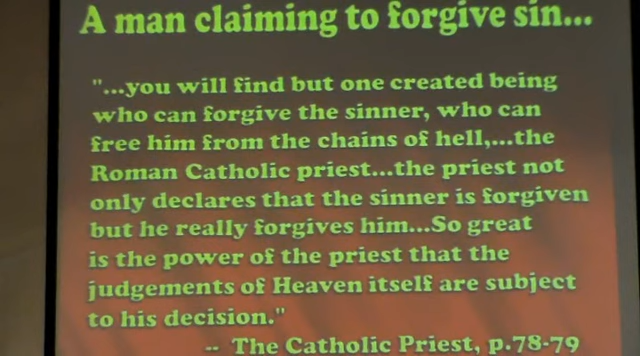 A man claiming to forgive sin...
"...you will find but one created being
who can forgive the sinner, who can
free him from the chains of hell,...the
Roman Catholic priest...the priest not
only declares that the sinner is forgiven
but he really forgives him...So great
is the power of the priest that the
judgements of Heaven itself are subject
to his decision."
-- The Catholic Priest, p.78-79